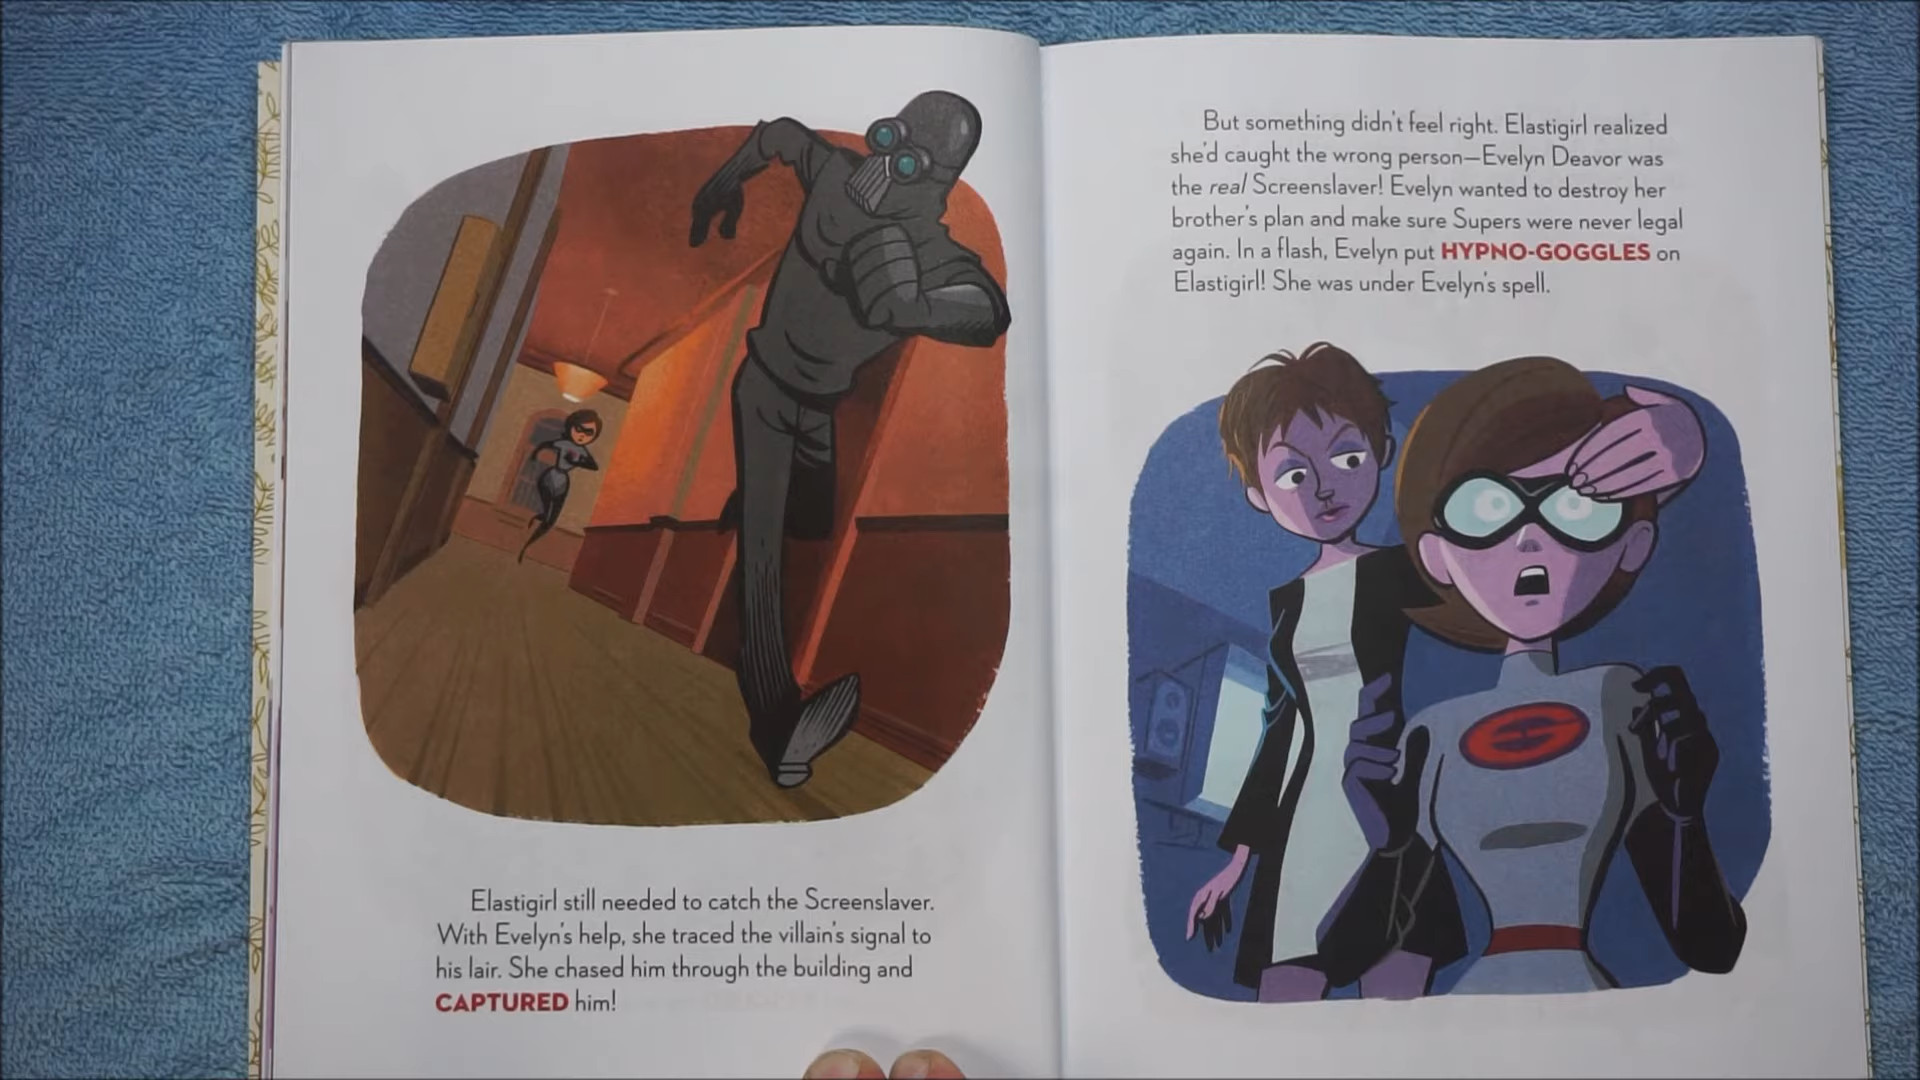 Elastigirl still needed to catch the Screenslaver.
With Evelyn's help, she traced the villain's signal to
his lair. She chased him through the building and
CAPTURED him!
But something didn't feel right. Elastigirl realized
she'd caught the wrong person—Evelyn Deavor was
the real Screenslaver! Evelyn wanted to destroy her
brother's plan and make sure Supers were never legal
again. In a flash, Evelyn put HYPNO-GOGGLES on
Elastigirl! She was under Evelyn's spell.